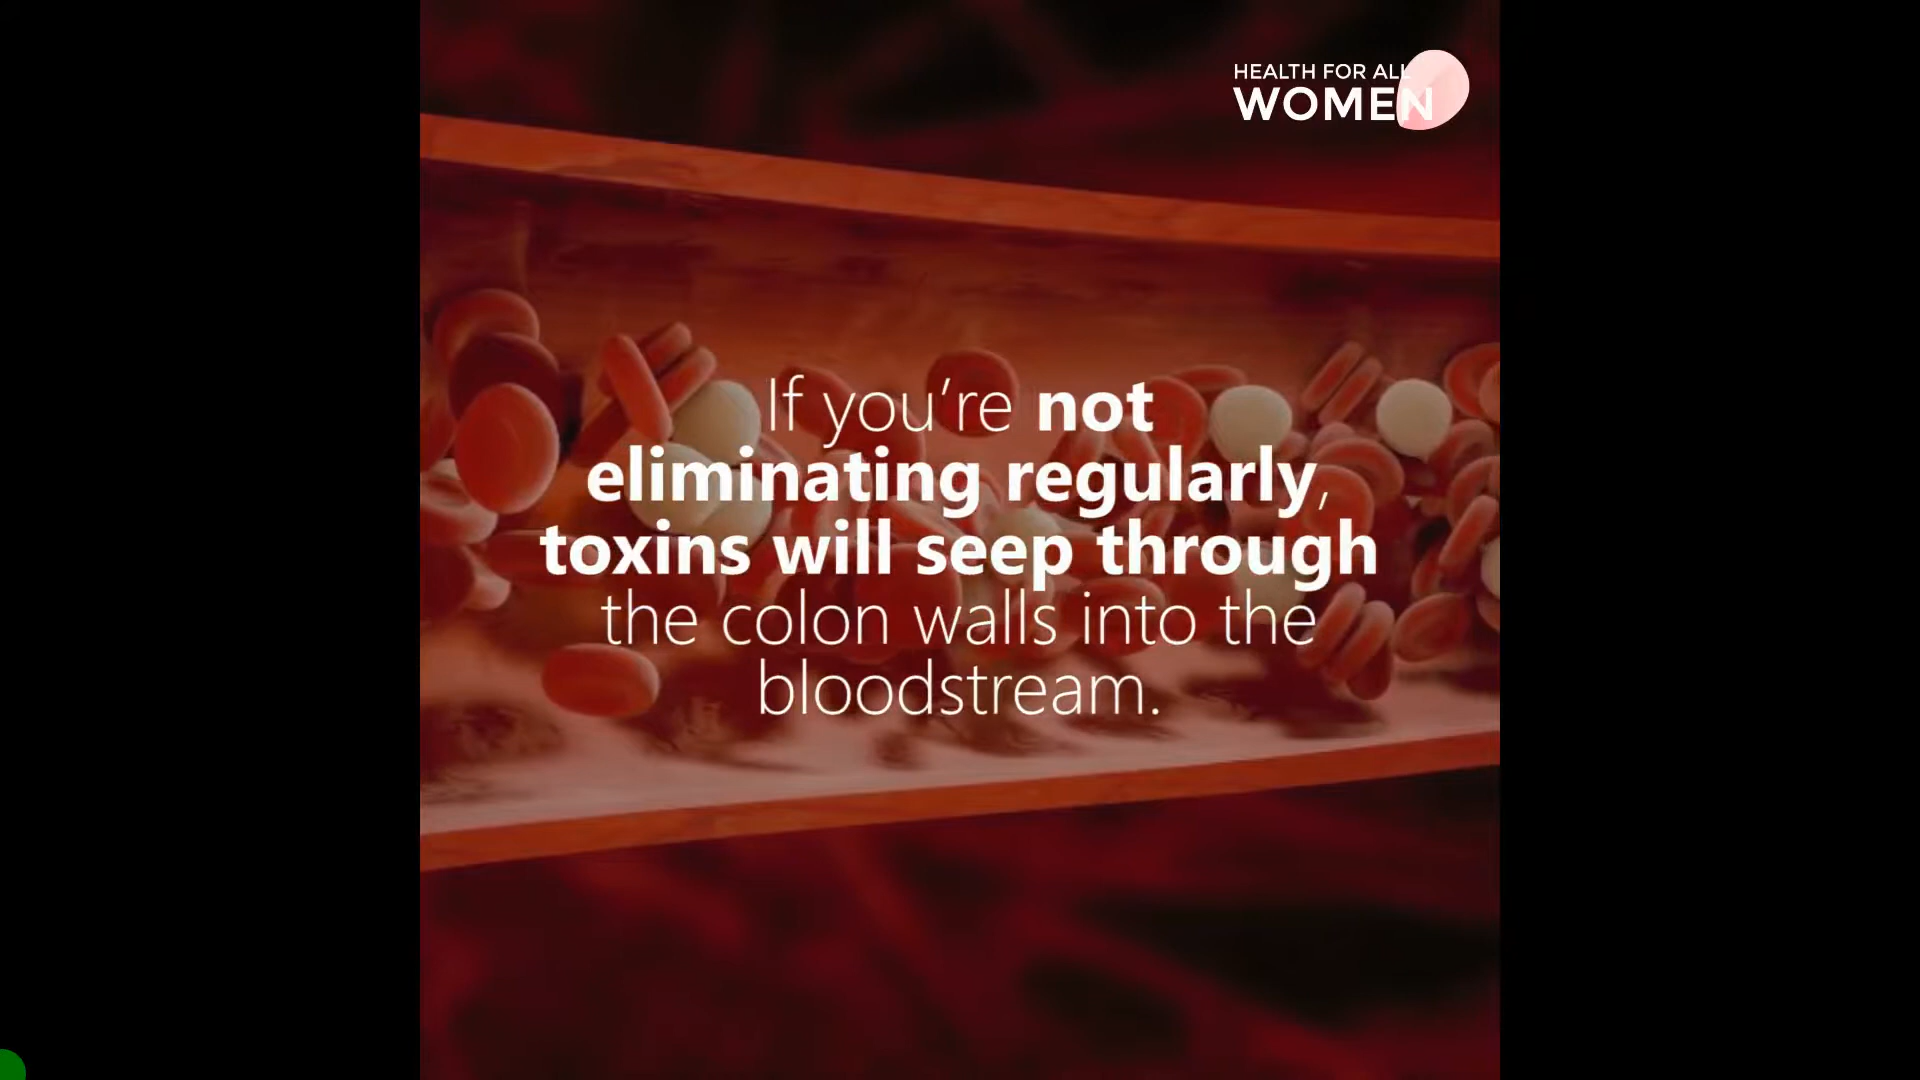 HEALTH FOR ALL
WOMEN
If you’re not
eliminating regularly,
toxins will seep through
the colon walls into the
bloodstream.